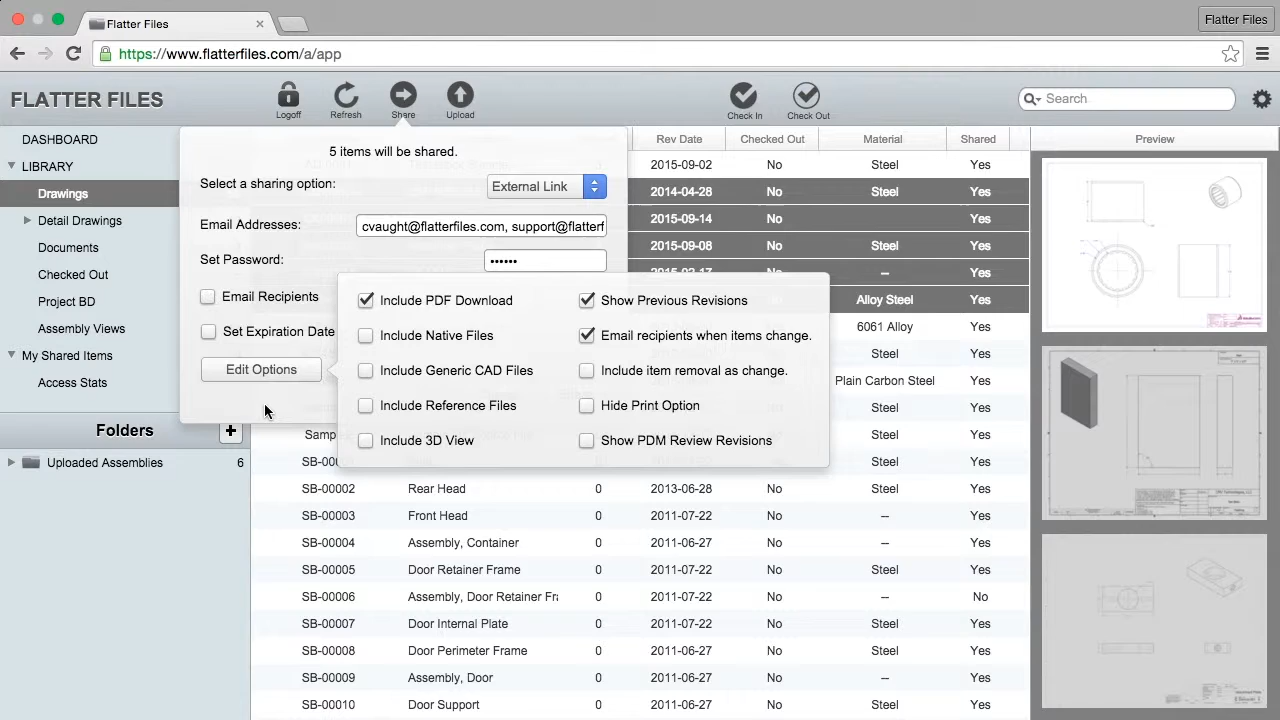 Flatter Files
Flatter Files
https://www.flatterfiles.com/a/app
FLATTER FILES
Logoff
Refresh
Share
Upload
Check In
Check Out
Search
DASHBOARD
LIBRARY
Drawings
Detail Drawings
Documents
Checked Out
Project BD
Assembly Views
My Shared Items
Access Stats
Folders
+
Uploaded Assemblies 6
5 items will be shared.
Select a sharing option: External Link
Email Addresses: cvaught@flatterfiles.com, support@flatterf
Set Password: ••••••
Email Recipients
Set Expiration Date
Edit Options
Include PDF Download
Include Native Files
Include Generic CAD Files
Include Reference Files
Include 3D View
Show Previous Revisions
Email recipients when items change.
Include item removal as change.
Hide Print Option
Show PDM Review Revisions
Rev Date Checked Out Material Shared
2015-09-02 No Steel Yes
2014-04-28 No Steel Yes
2015-09-14 No Yes
2015-09-08 No Steel Yes
No -- Yes
Alloy Steel Yes
6061 Alloy Yes
Steel Yes
Plain Carbon Steel Yes
Steel Yes
Samp Steel Yes
SB-00 Steel Yes
SB-00002 Rear Head 0 2013-06-28 No Steel Yes
SB-00003 Front Head 0 2011-07-22 No -- Yes
SB-00004 Assembly, Container 0 2011-06-27 No -- Yes
SB-00005 Door Retainer Frame 0 2011-07-22 No Steel Yes
SB-00006 Assembly, Door Retainer Fra 0 2011-07-22 No -- No
SB-00007 Door Internal Plate 0 2011-07-22 No Steel Yes
SB-00008 Door Perimeter Frame 0 2011-06-27 No Steel Yes
SB-00009 Assembly, Door 0 2011-06-27 No -- Yes
SB-00010 Door Support 0 2011-06-27 No Steel Yes
Preview